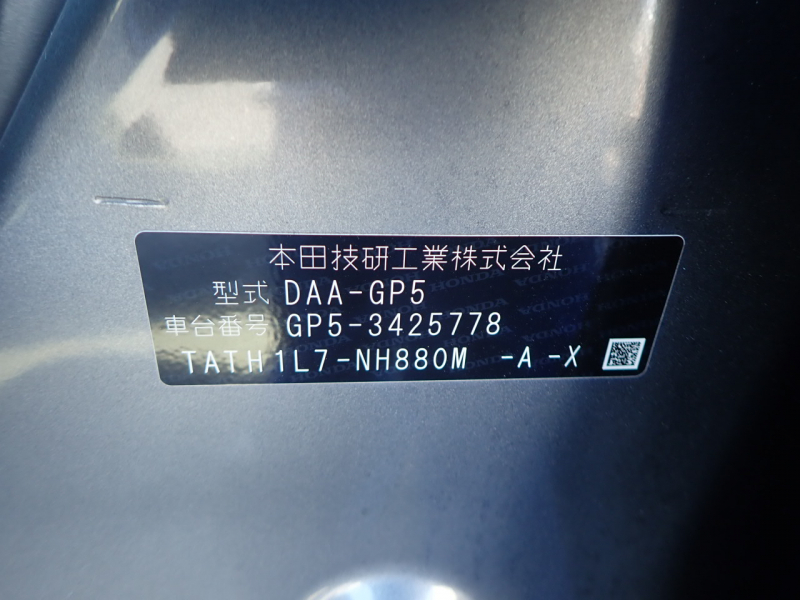 本田技研工業株式会社
型式 DAA-GP5
車台番号 GP5-3425778
TATH1L7-NH880M -A -X